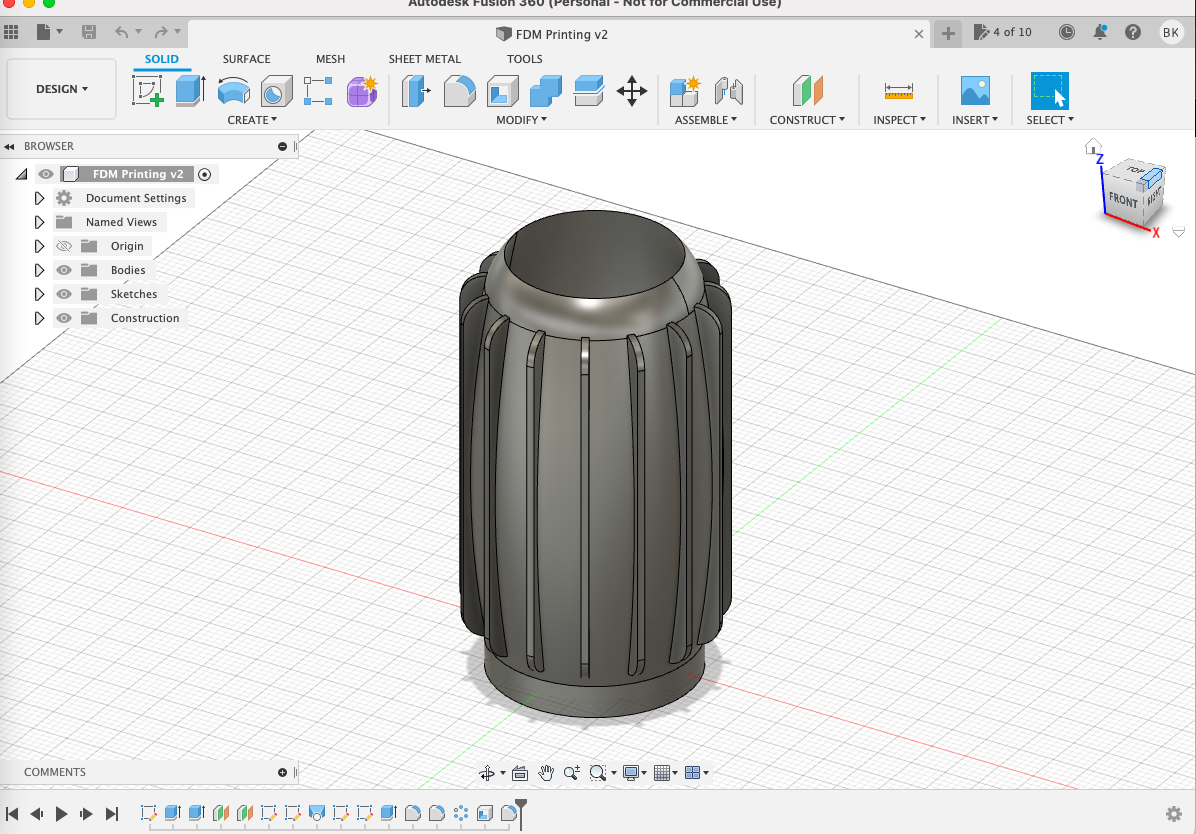 Autodesk Fusion 360 (Personal - Not for Commercial Use)
FDM Printing v2
4 of 10
BK
DESIGN
SOLID SURFACE MESH SHEET METAL TOOLS
CREATE MODIFY ASSEMBLE CONSTRUCT INSPECT INSERT SELECT
BROWSER
FDM Printing v2
Document Settings
Named Views
Origin
Bodies
Sketches
Construction
Z
TOP
FRONT
RIGHT
X
COMMENTS